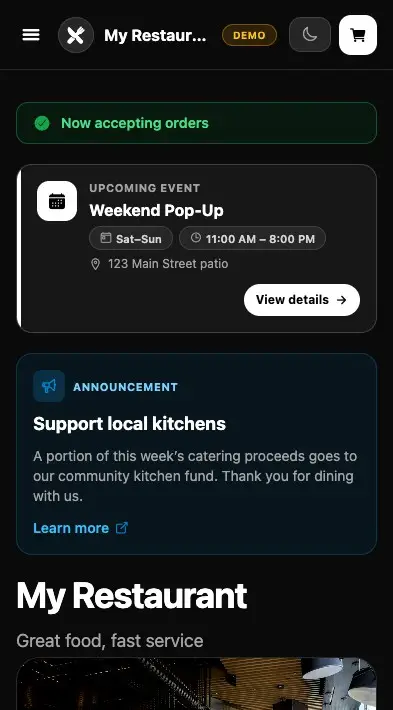 My Restaur...
DEMO
Now accepting orders
UPCOMING EVENT
Weekend Pop-Up
Sat–Sun
11:00 AM – 8:00 PM
123 Main Street patio
View details →
ANNOUNCEMENT
Support local kitchens
A portion of this week’s catering proceeds goes to
our community kitchen fund. Thank you for dining
with us.
Learn more
My Restaurant
Great food, fast service